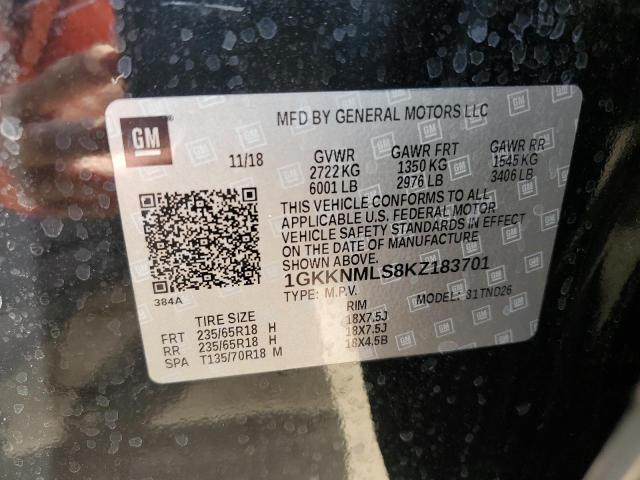 MFD BY GENERAL MOTORS LLC
GM
11/18 GVWR GAWR FRT GAWR RR
2722 KG 1350 KG 1545 KG
6001 LB 2976 LB 3406 LB
THIS VEHICLE CONFORMS TO ALL
APPLICABLE U.S. FEDERAL MOTOR
VEHICLE SAFETY STANDARDS IN EFFECT
ON THE DATE OF MANUFACTURE
SHOWN ABOVE.
1GKKNMLS8KZ183701
TYPE: M.P.V. MODEL: 81TND26
384A
TIRE SIZE RIM
FRT 235/65R18 H 18X7.5J
RR 235/65R18 H 18X7.5J
SPA T135/70R18 M 18X4.5B